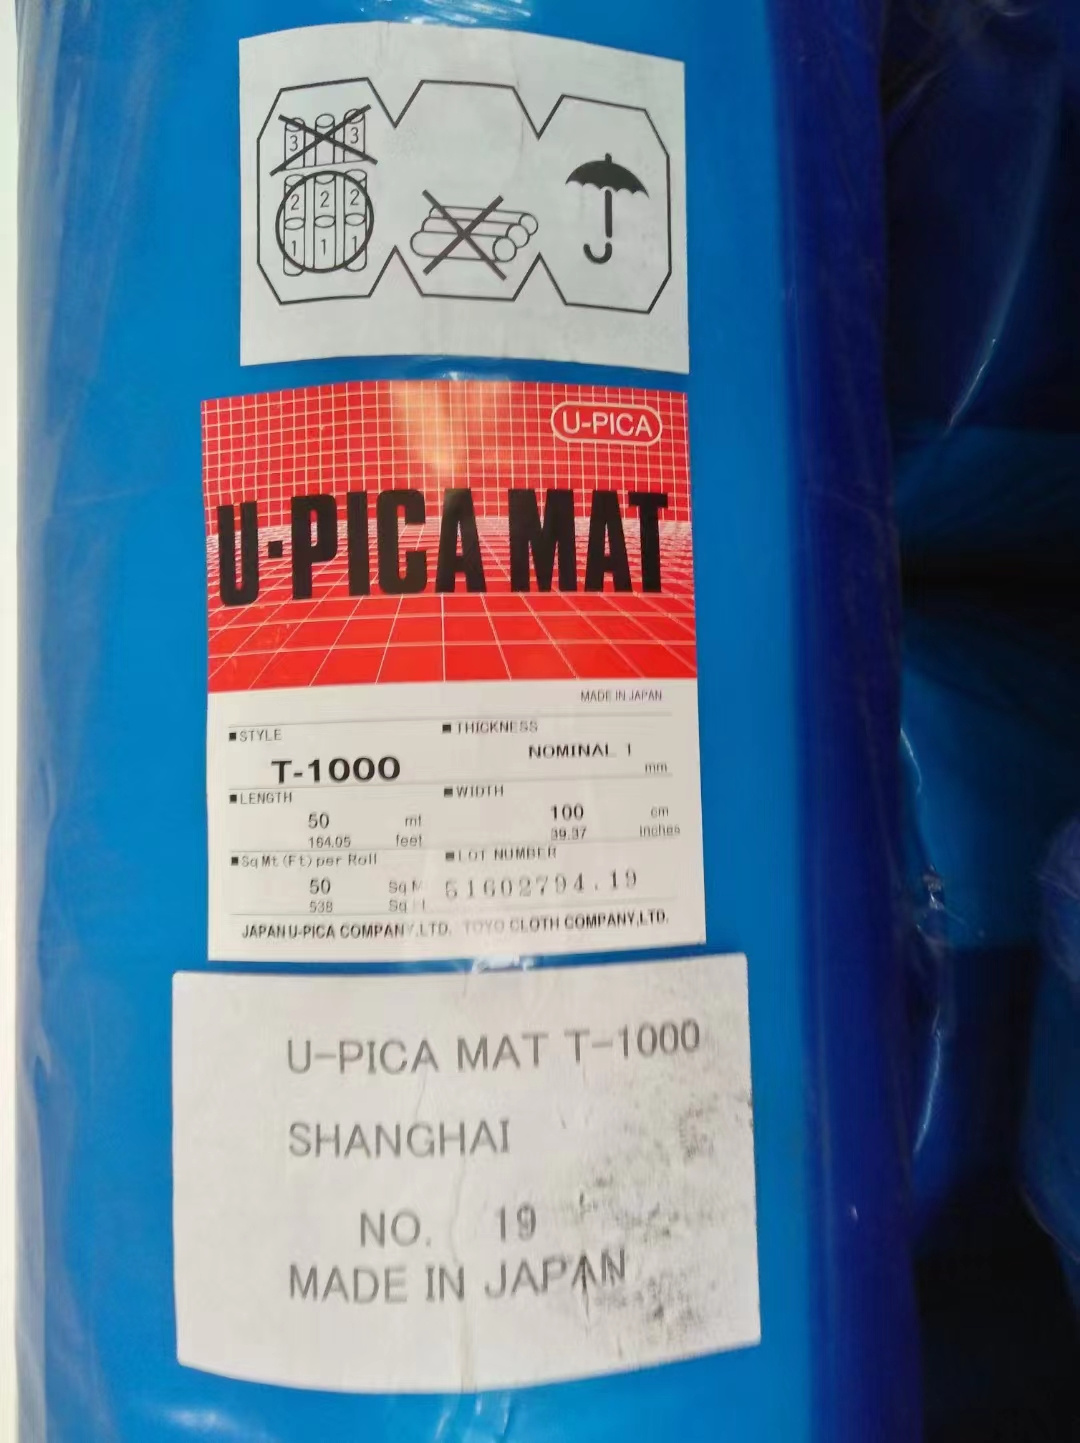 3 3
2 2 2
1 1 1
U-PICA
U·PICA MAT
MADE IN JAPAN
■STYLE ■THICKNESS
T-1000 NOMINAL 1
mm
■LENGTH ■WIDTH
50 mt 100 cm
164.05 feet 39.37 inches
■Sq Mt (Ft) per Roll ■LOT NUMBER
50 Sq M 51602794.19
538 Sq
JAPAN U-PICA COMPANY,LTD. TOYO CLOTH COMPANY,LTD.
U-PICA MAT T-1000
SHANGHAI
NO. 19
MADE IN JAPAN